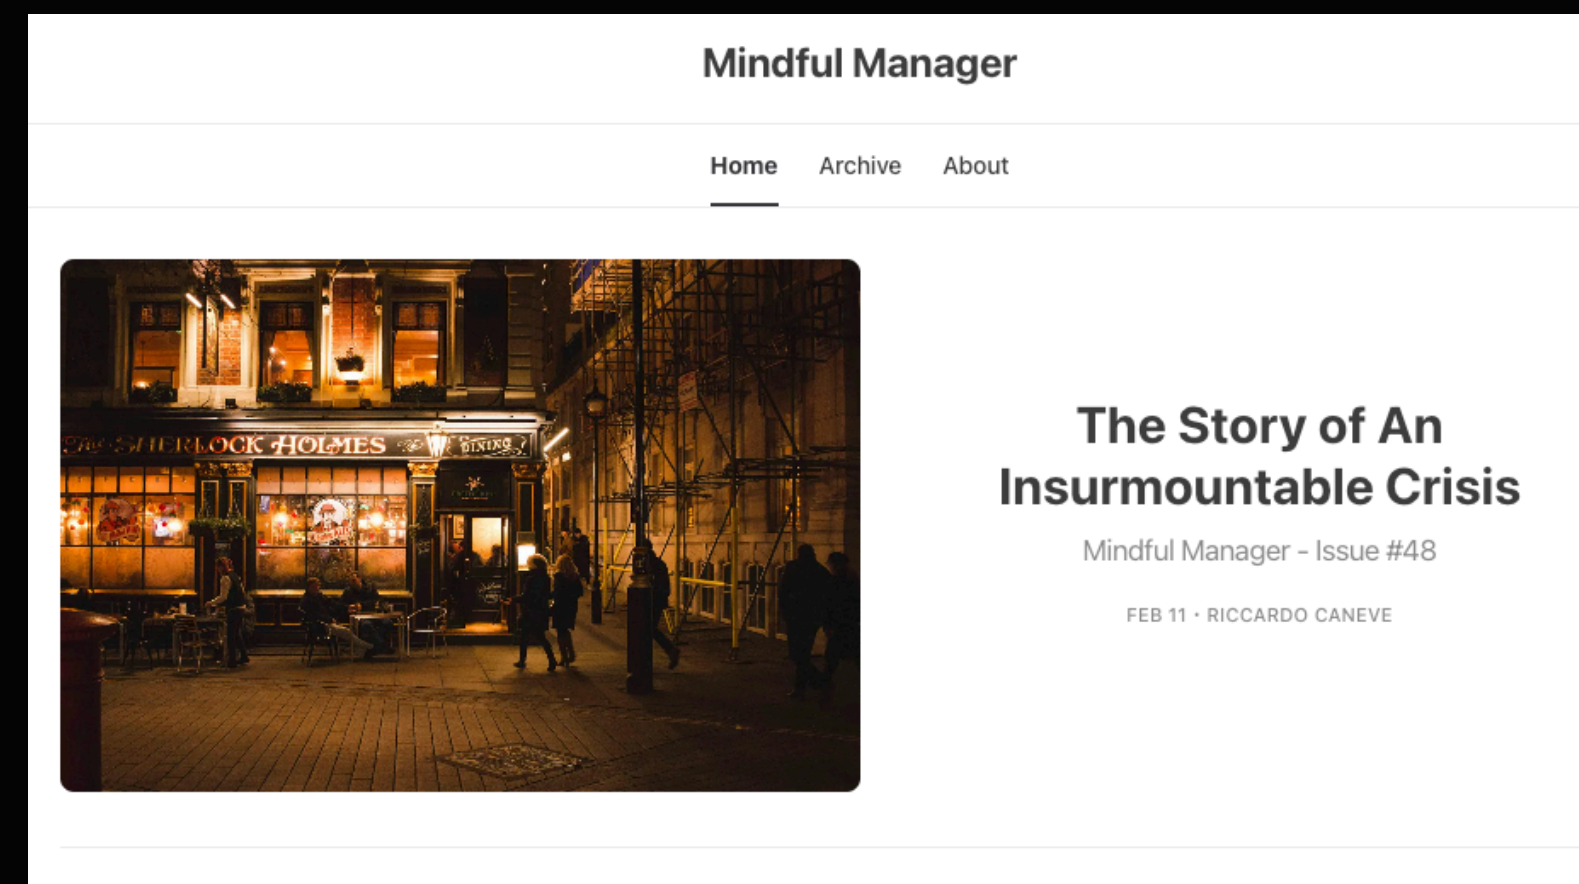 Mindful Manager
Home Archive About
The SHERLOCK HOLMES DINING
The Story of An
Insurmountable Crisis
Mindful Manager - Issue #48
FEB 11 · RICCARDO CANEVE